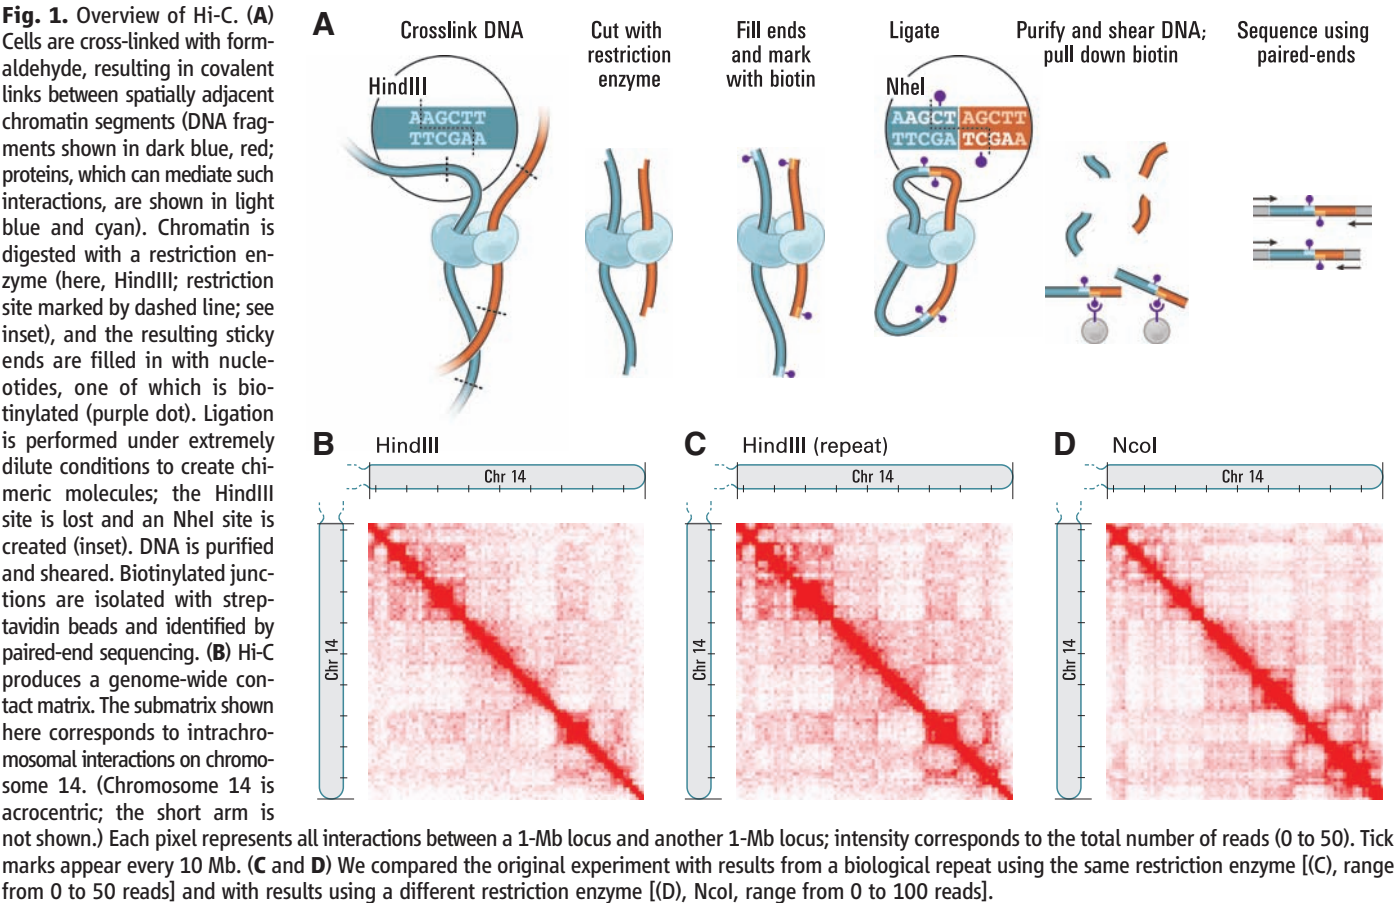 Fig. 1. Overview of Hi-C. (A)
Cells are cross-linked with form-
aldehyde, resulting in covalent
links between spatially adjacent
chromatin segments (DNA frag-
ments shown in dark blue, red;
proteins, which can mediate such
interactions, are shown in light
blue and cyan). Chromatin is
digested with a restriction en-
zyme (here, HindIII; restriction
site marked by dashed line; see
inset), and the resulting sticky
ends are filled in with nucle-
otides, one of which is bio-
tinylated (purple dot). Ligation
is performed under extremely
dilute conditions to create chi-
meric molecules; the HindIII
site is lost and an NheI site is
created (inset). DNA is purified
and sheared. Biotinylated junc-
tions are isolated with strep-
tavidin beads and identified by
paired-end sequencing. (B) Hi-C
produces a genome-wide con-
tact matrix. The submatrix shown
here corresponds to intrachro-
mosomal interactions on chromo-
some 14. (Chromosome 14 is
acrocentric; the short arm is
not shown.) Each pixel represents all interactions between a 1-Mb locus and another 1-Mb locus; intensity corresponds to the total number of reads (0 to 50). Tick
marks appear every 10 Mb. (C and D) We compared the original experiment with results from a biological repeat using the same restriction enzyme [(C), range
from 0 to 50 reads] and with results using a different restriction enzyme [(D), NcoI, range from 0 to 100 reads].
A
Crosslink DNA
Cut with
restriction
enzyme
Fill ends
and mark
with biotin
Ligate
Purify and shear DNA;
pull down biotin
Sequence using
paired-ends
HindIII
AAGCTT
TTCGAA
NheI
AAGCT AGCTT
TTCGA TCGAA
B HindIII
Chr 14
Chr 14
C HindIII (repeat)
Chr 14
Chr 14
D NcoI
Chr 14
Chr 14